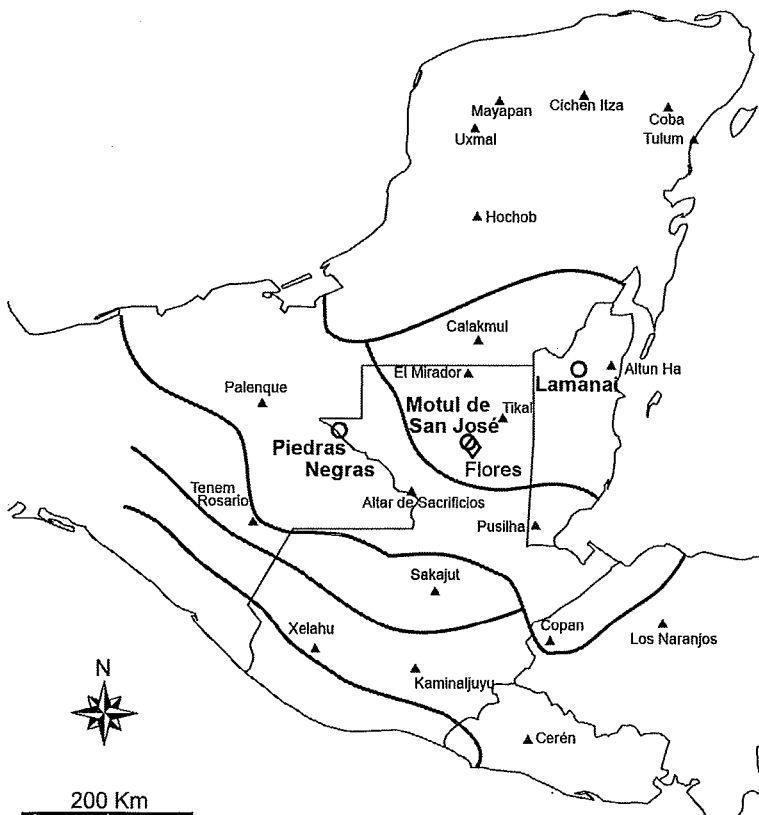 Mayapan
Cichen Itza
Coba
Uxmal
Tulum
Hochob
Calakmul
El Mirador
Lamanai
Altun Ha
Palenque
Motul de
San José
Tikal
Piedras
Negras
Flores
Tenem
Rosario
Altar de Sacrificios
Pusilha
Sakajut
Xelahu
Copan
Los Naranjos
Kaminaljuyu
N
Cerén
200 Km